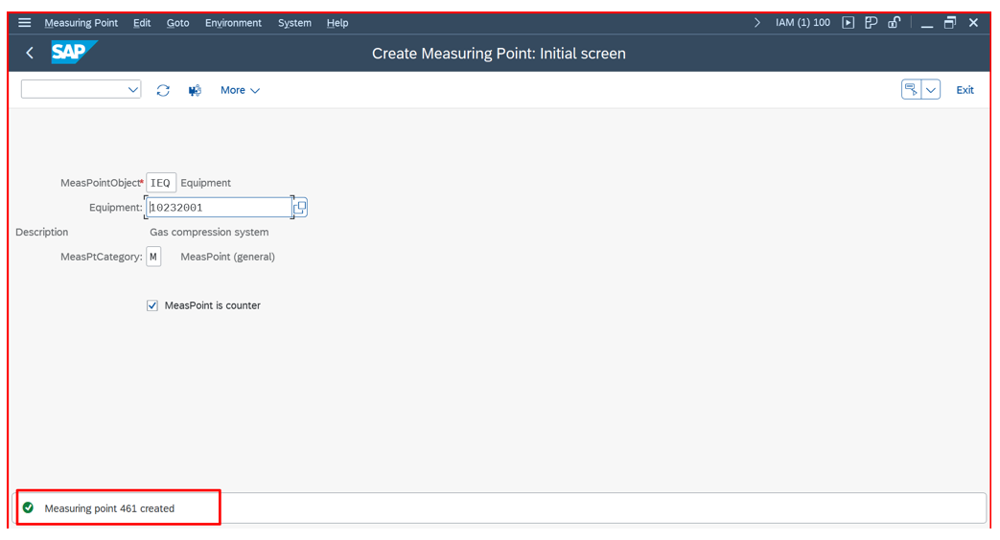 Measuring Point Edit Goto Environment System Help IAM (1) 100
SAP Create Measuring Point: Initial screen
More Exit
MeasPointObject* IEQ Equipment
Equipment: 10232001
Description Gas compression system
MeasPtCategory: M MeasPoint (general)
MeasPoint is counter
Measuring point 461 created